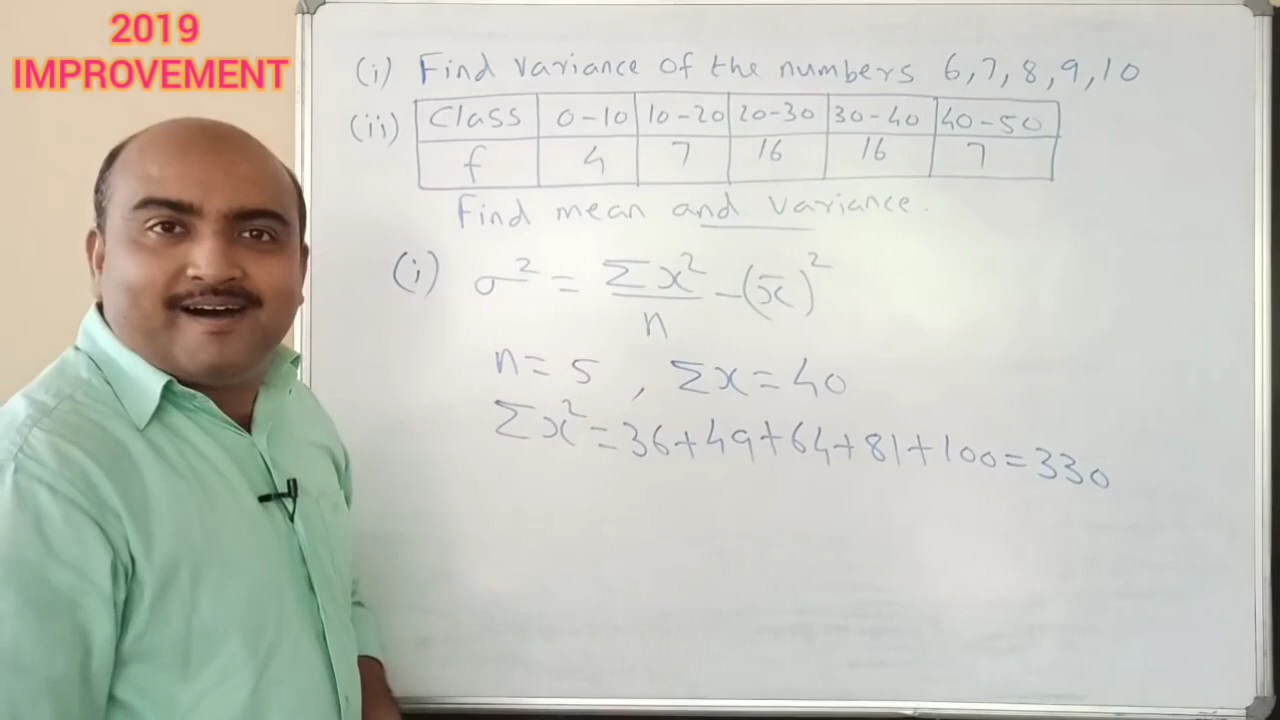 2019
IMPROVEMENT
(i) Find variance of the numbers 6,7,8,9,10
(ii) Class 0-10 10-20 20-30 30-40 40-50
f 4 7 16 16 7
Find mean and variance.
(i) σ² = Σx²/n - (x̄)²
n=5, Σx=40
Σx²=36+49+64+81+100=330